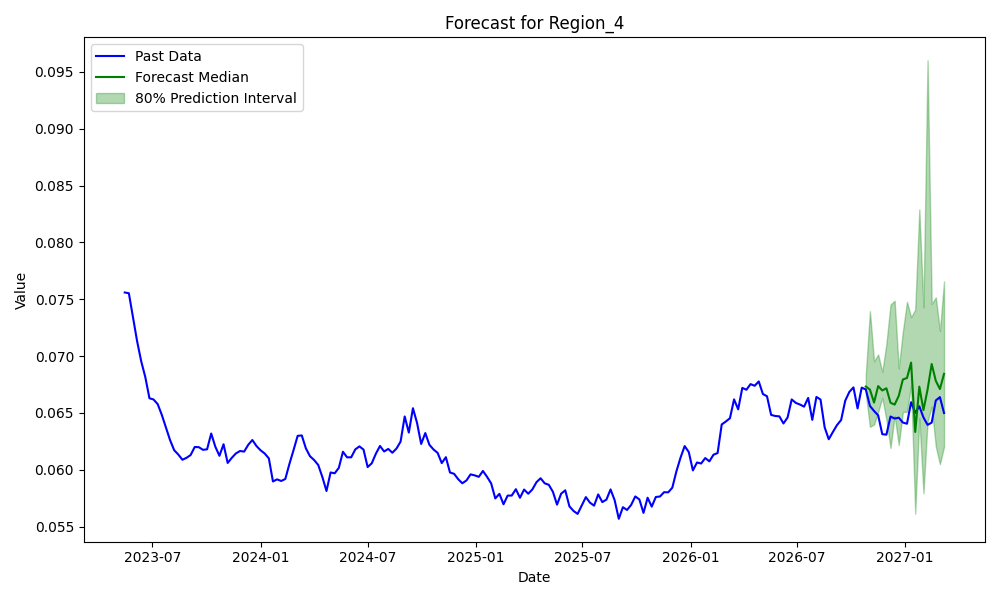 Forecast for Region_4
Past Data
Forecast Median
80% Prediction Interval
0.095
0.090
0.085
0.080
0.075
0.070
0.065
0.060
0.055
Value
2023-07
2024-01
2024-07
2025-01
2025-07
2026-01
2026-07
2027-01
Date